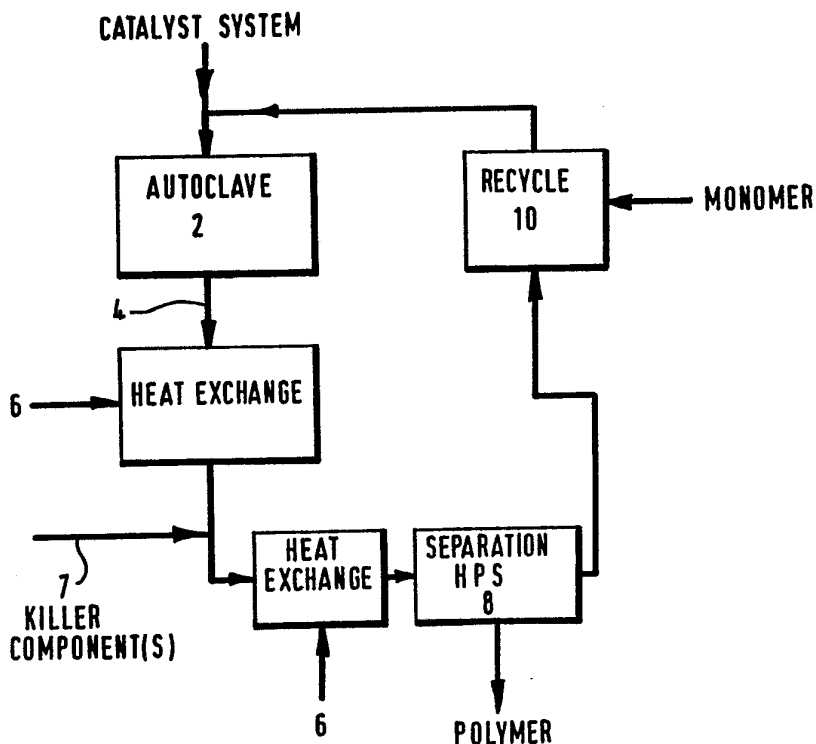 CATALYST SYSTEM
AUTOCLAVE
2
RECYCLE
10
MONOMER
4
HEAT EXCHANGE
6
7
KILLER
COMPONENT(S)
HEAT
EXCHANGE
6
SEPARATION
HPS
8
POLYMER